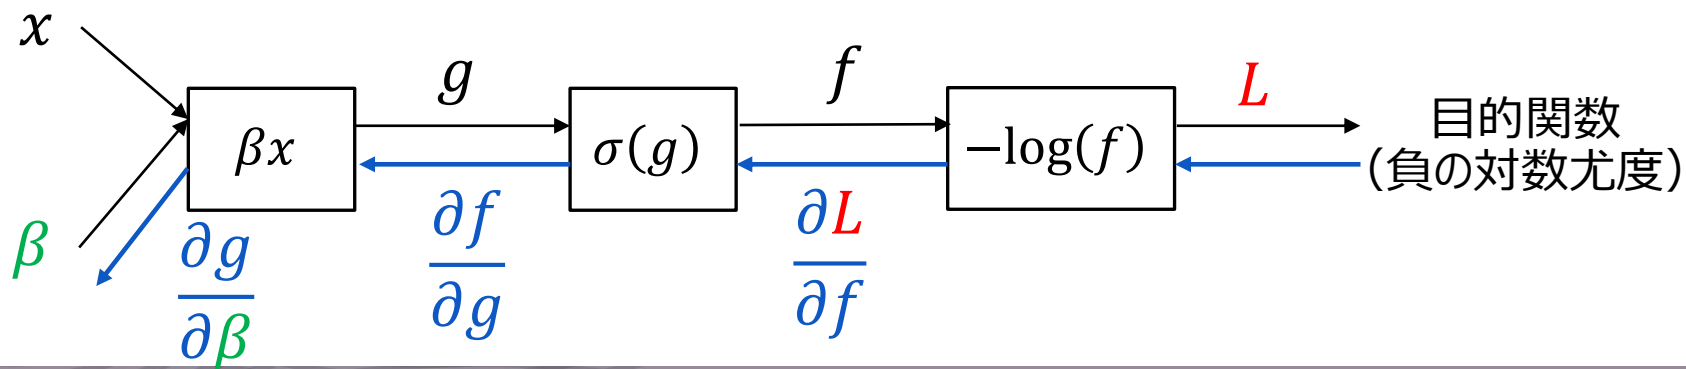 x
g
f
L
βx
σ(g)
−log(f)
目的関数
(負の対数尤度)
β
∂g
∂β
∂f
∂g
∂L
∂f